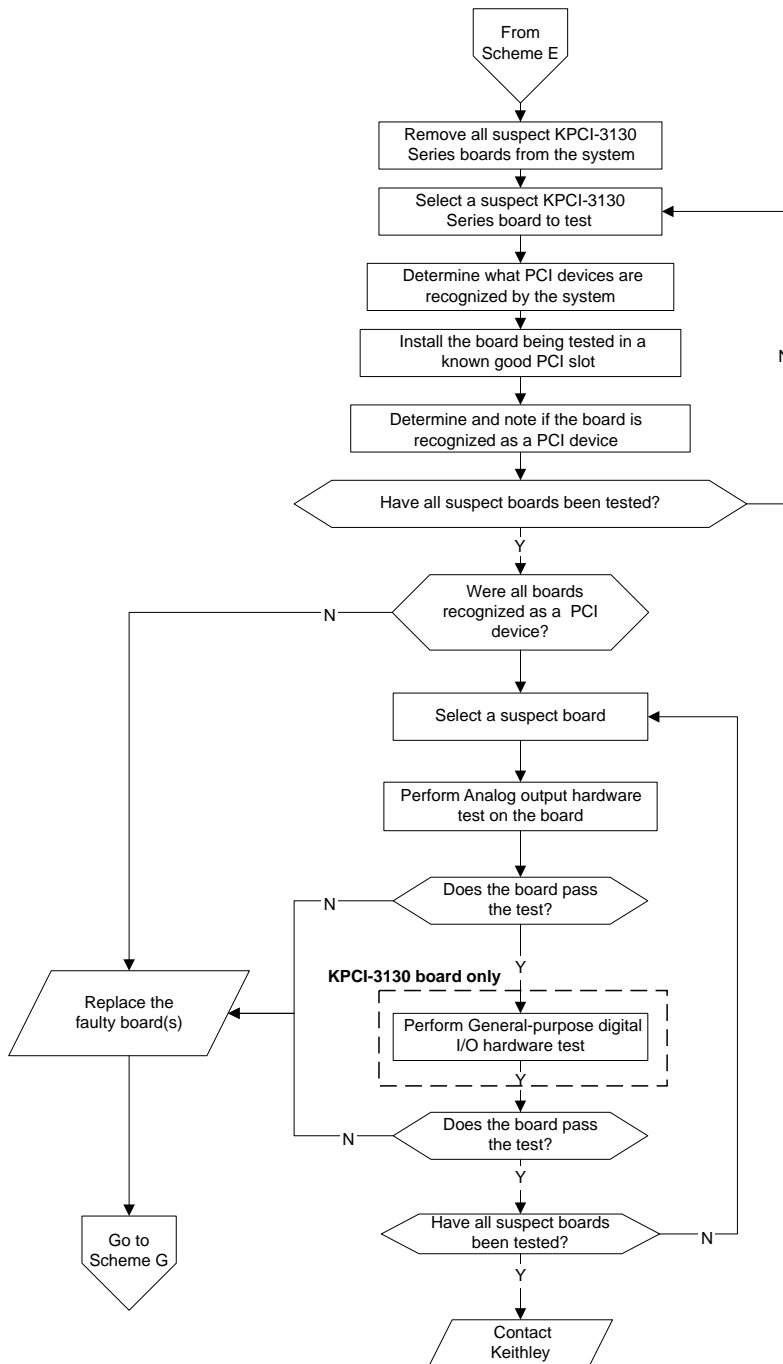 From
Scheme E
Remove all suspect KPCI-3130
Series boards from the system
Select a suspect KPCI-3130
Series board to test
Determine what PCI devices are
recognized by the system
Install the board being tested in a
known good PCI slot
Determine and note if the board is
recognized as a PCI device
Have all suspect boards been tested?
Y
Were all boards
recognized as a PCI
device?
N
Select a suspect board
Perform Analog output hardware
test on the board
Does the board pass
the test?
N
Y
KPCI-3130 board only
Replace the
faulty board(s)
Perform General-purpose digital
I/O hardware test
Y
Does the board pass
the test?
N
Y
Go to
Scheme G
Have all suspect boards
been tested?
N
Y
Contact
Keithley